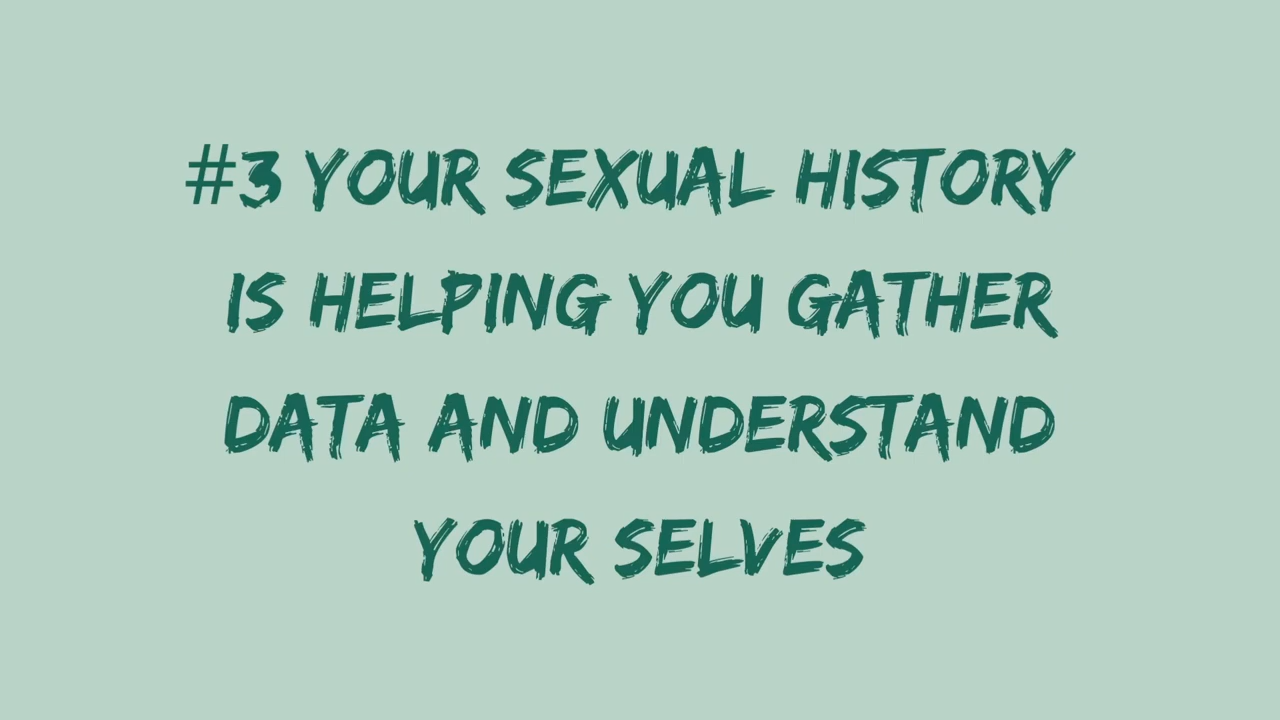 #3 YOUR SEXUAL HISTORY
IS HELPING YOU GATHER
DATA AND UNDERSTAND
YOUR SELVES